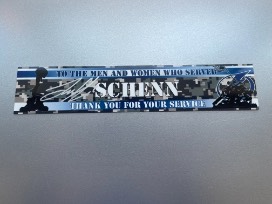 TO THE MEN AND WOMEN WHO SERVE
SCHENN
THANK YOU FOR YOUR SERVICE